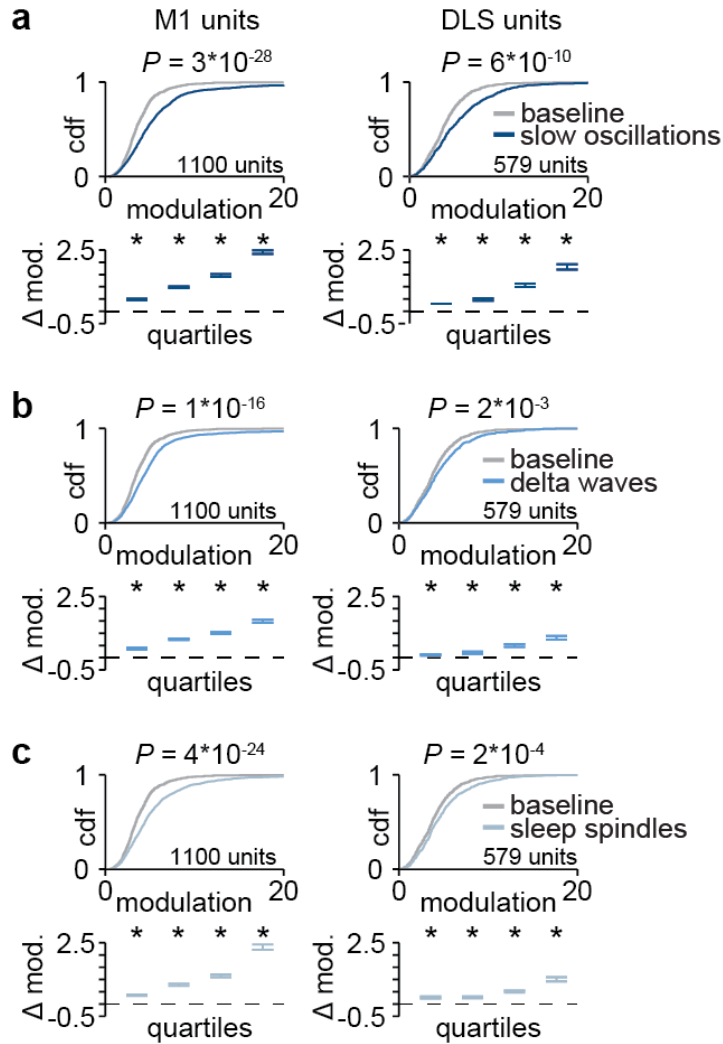 a
M1 units
DLS units
P = 3*10-28
P = 6*10-10
1
cdf
0
1100 units
0
20
modulation
1
cdf
0
baseline
slow oscillations
579 units
0
20
modulation
* * * *
2.5
Δ mod.
-0.5
quartiles
* * * *
2.5
Δ mod.
-0.5
quartiles
b
P = 1*10-16
P = 2*10-3
1
cdf
0
1100 units
0
20
modulation
1
cdf
0
baseline
delta waves
579 units
0
20
modulation
* * * *
2.5
Δ mod.
-0.5
quartiles
* * * *
2.5
Δ mod.
-0.5
quartiles
c
P = 4*10-24
P = 2*10-4
1
cdf
0
1100 units
0
20
modulation
1
cdf
0
baseline
sleep spindles
579 units
0
20
modulation
* * * *
2.5
Δ mod.
-0.5
quartiles
* * * *
2.5
Δ mod.
-0.5
quartiles